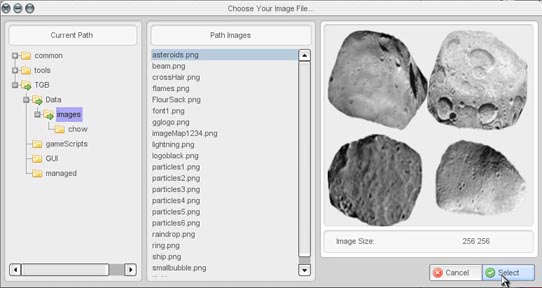 Choose Your Image File...
Current Path
common
tools
TGB
Data
images
chow
gameScripts
GUI
managed
Path Images
asteroids.png
beam.png
crossHair.png
flames.png
FlourSack.png
font1.png
gglogo.png
imageMap1234.png
lightning.png
logoblack.png
particles1.png
particles2.png
particles3.png
particles4.png
particles5.png
particles6.png
raindrop.png
ring.png
ship.png
smallbubble.png
Image Size: 256 256
Cancel Select